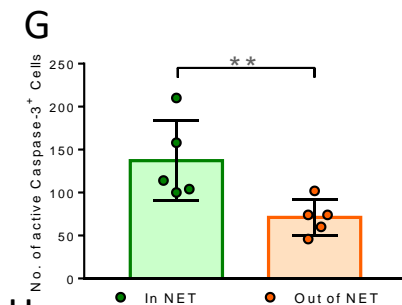 G
No. of active Caspase-3⁺ Cells
250
200
150
100
50
0
**
In NET
Out of NET